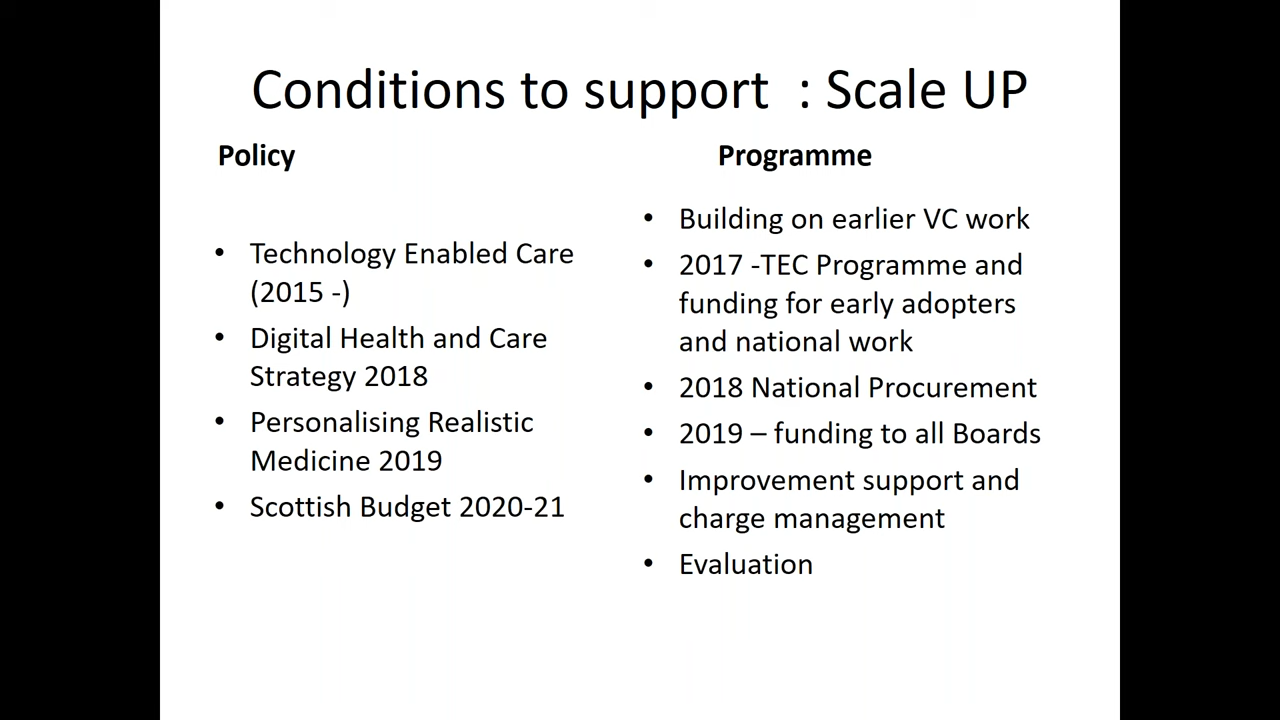 Conditions to support  : Scale UP
Policy
• Technology Enabled Care
(2015 -)
• Digital Health and Care
Strategy 2018
• Personalising Realistic
Medicine 2019
• Scottish Budget 2020-21
Programme
• Building on earlier VC work
• 2017 -TEC Programme and
funding for early adopters
and national work
• 2018 National Procurement
• 2019 – funding to all Boards
• Improvement support and
charge management
• Evaluation